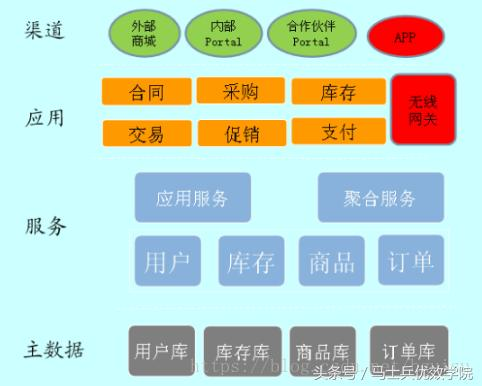 渠道
外部
商城
内部
Portal
合作伙伴
Portal
APP
应用
合同
采购
库存
无线
网关
交易
促销
支付
服务
应用服务
聚合服务
用户
库存
商品
订单
主数据
用户库
库存库
商品库
订单库
头条号／马士兵优效学院